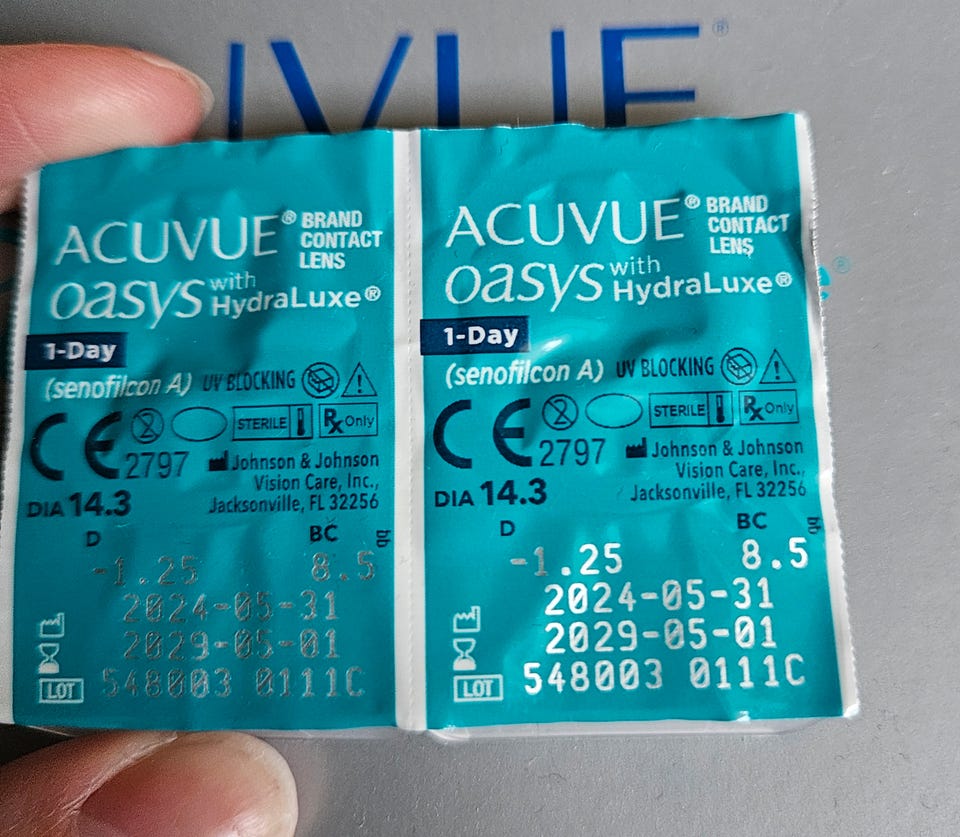 ACUVUE® BRAND CONTACT LENS
oasys with HydraLuxe®
1-Day
(senofilcon A) UV BLOCKING
CE 2797 STERILE Rx Only
Johnson & Johnson
Vision Care, Inc.,
Jacksonville, FL 32256
DIA 14.3
D BC
-1.25 8.5
2024-05-31
2029-05-01
LOT 548003 0111C
ACUVUE® BRAND CONTACT LENS
oasys with HydraLuxe®
1-Day
(senofilcon A) UV BLOCKING
CE 2797 STERILE Rx Only
Johnson & Johnson
Vision Care, Inc.,
Jacksonville, FL 32256
DIA 14.3
D BC
-1.25 8.5
2024-05-31
2029-05-01
LOT 548003 0111C